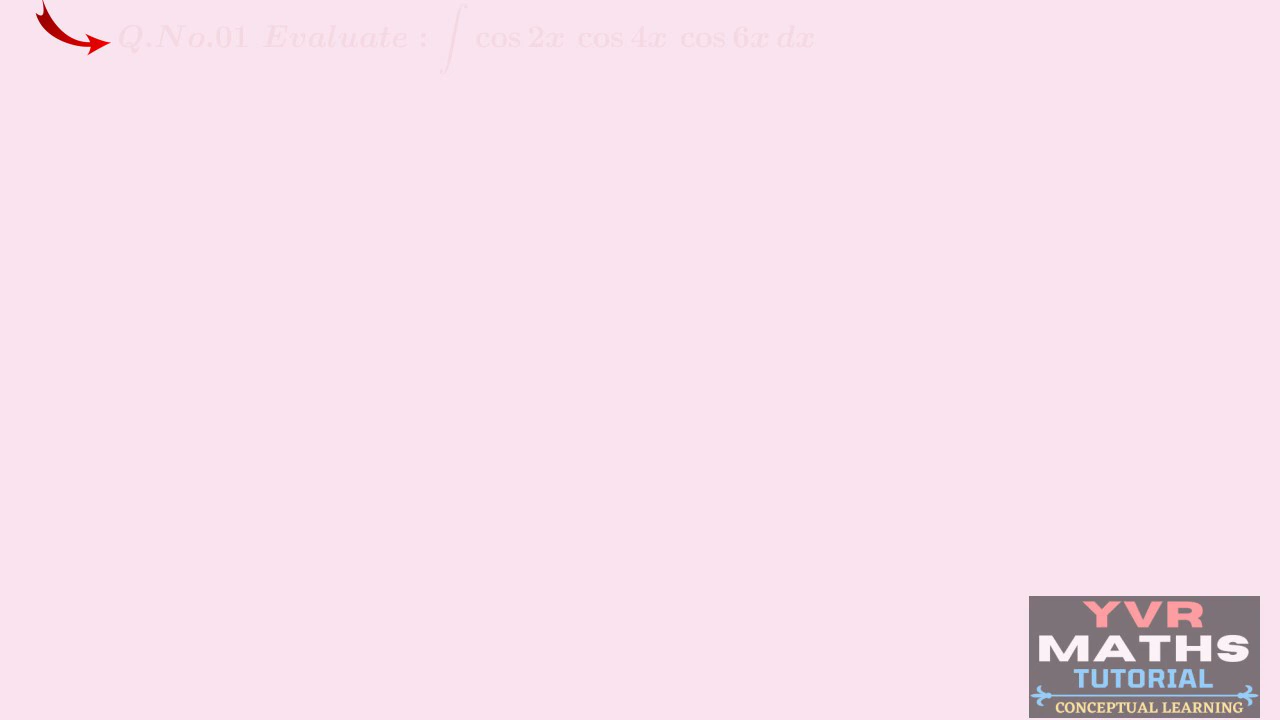 Q.No.01 Evaluate : ∫ cos 2x cos 4x cos 6x dx
YVR
MATHS
TUTORIAL
CONCEPTUAL LEARNING